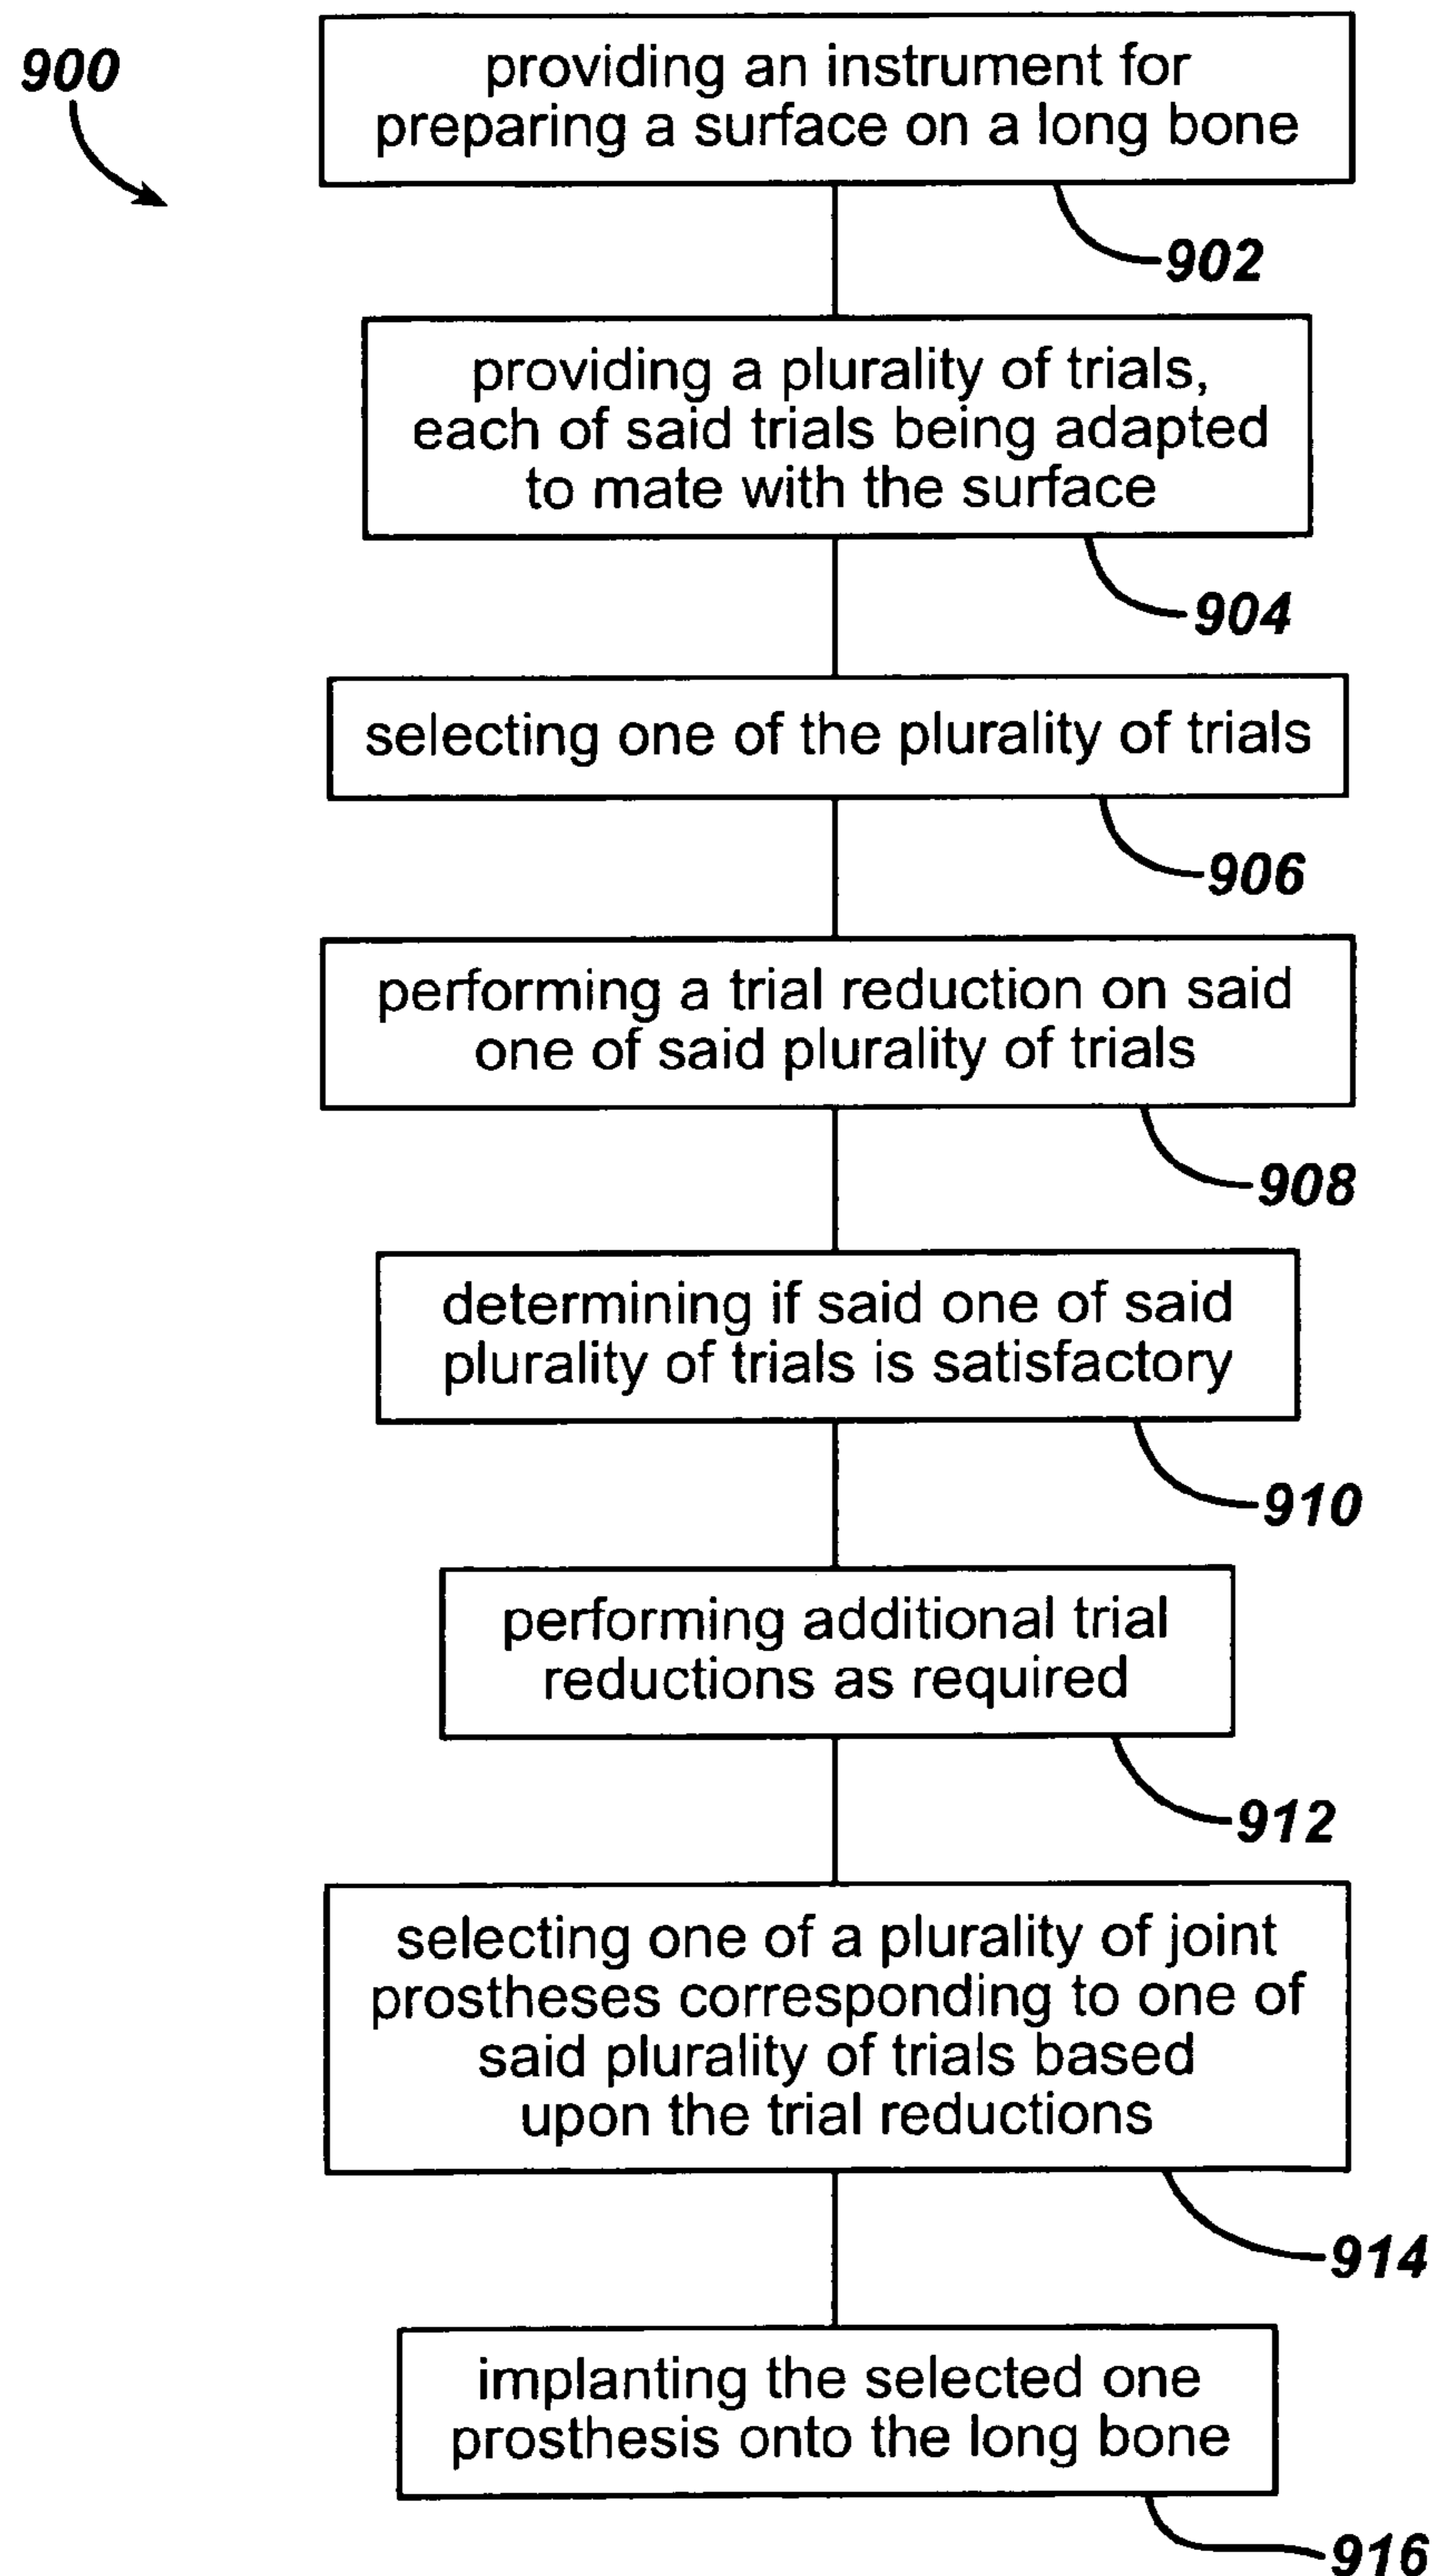 900
providing an instrument for
preparing a surface on a long bone
902
providing a plurality of trials,
each of said trials being adapted
to mate with the surface
904
selecting one of the plurality of trials
906
performing a trial reduction on said
one of said plurality of trials
908
determining if said one of said
plurality of trials is satisfactory
910
performing additional trial
reductions as required
912
selecting one of a plurality of joint
prostheses corresponding to one of
said plurality of trials based
upon the trial reductions
914
implanting the selected one
prosthesis onto the long bone
916